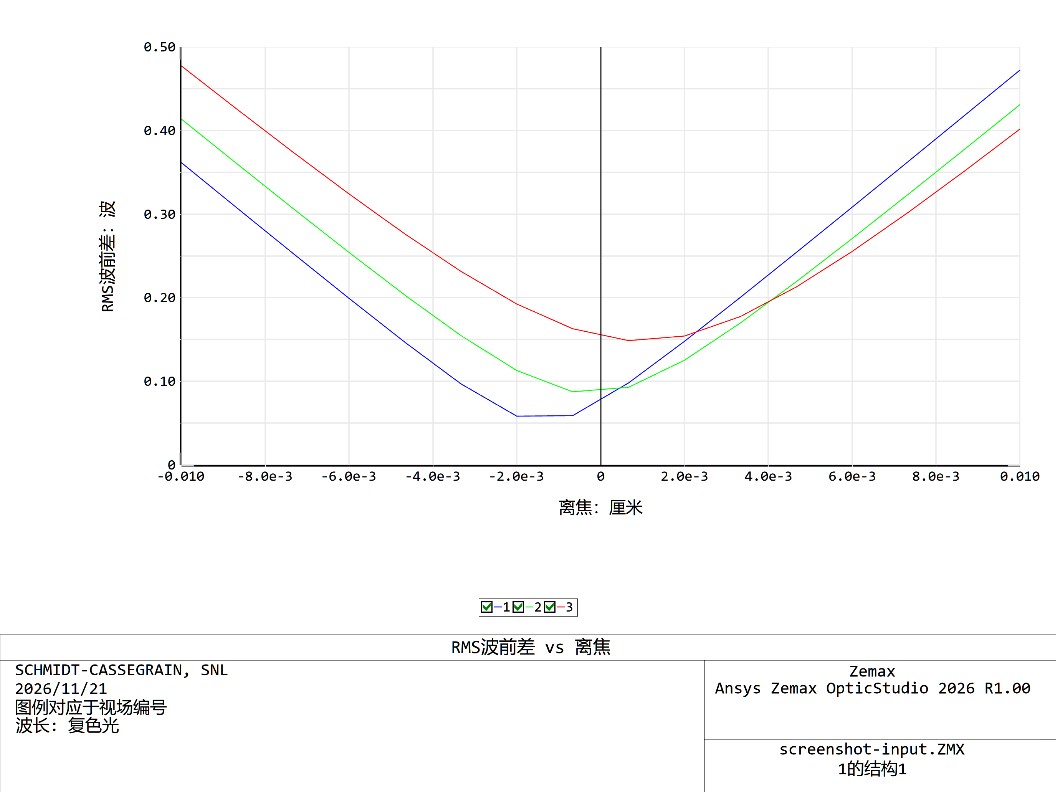 0.50
0.40
0.30
0.20
0.10
0
RMS波前差: 波
-0.010 -8.0e-3 -6.0e-3 -4.0e-3 -2.0e-3 0 2.0e-3 4.0e-3 6.0e-3 8.0e-3 0.010
离焦: 厘米
1 2 3
RMS波前差 vs 离焦
SCHMIDT-CASSEGRAIN, SNL
2026/11/21
图例对应于视场编号
波长: 复色光
Zemax
Ansys Zemax OpticStudio 2026 R1.00
screenshot-input.ZMX
1的结构1